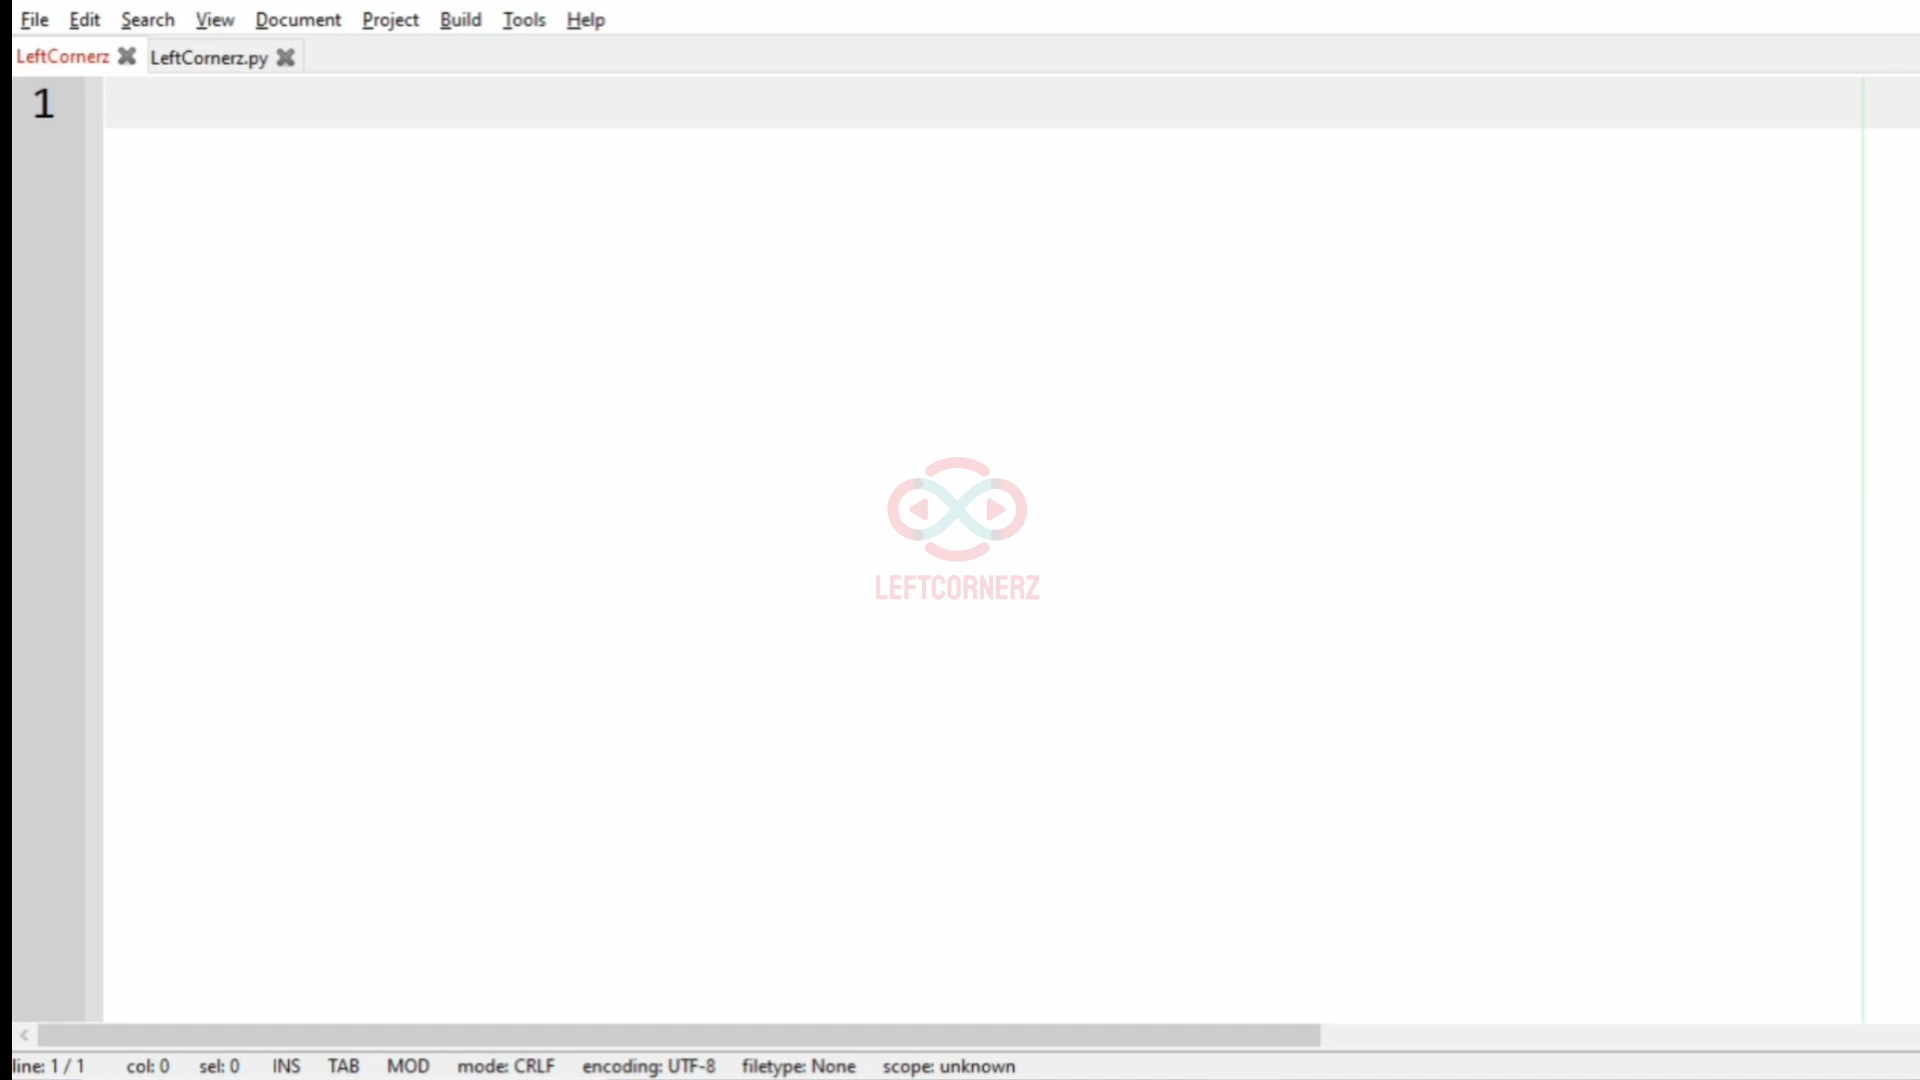 File Edit Search View Document Project Build Tools Help
LeftCornerz LeftCornerz.py
1
LEFTCORNERZ
line: 1 / 1 col: 0 sel: 0 INS TAB MOD mode: CRLF encoding: UTF-8 filetype: None scope: unknown